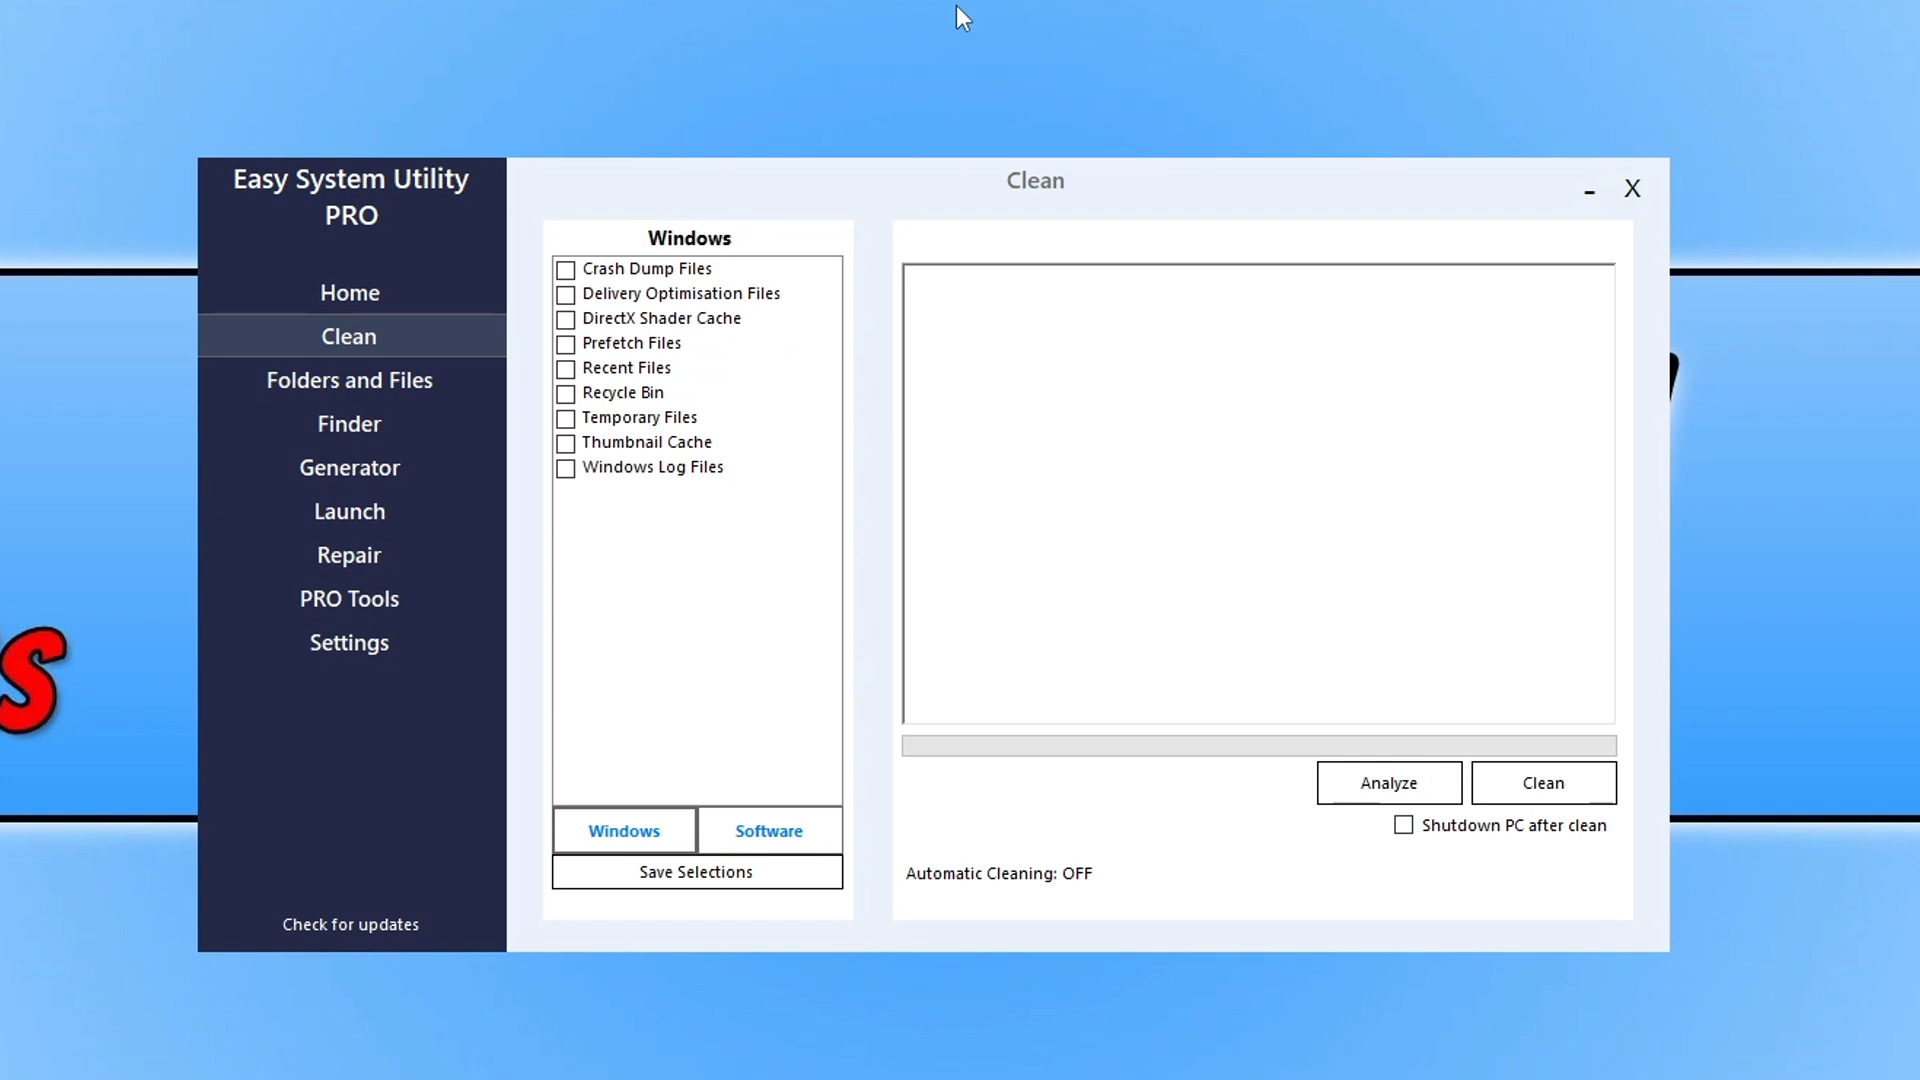 Easy System Utility
PRO
Home
Clean
Folders and Files
Finder
Generator
Launch
Repair
PRO Tools
Settings
Check for updates
Clean
- X
Windows
Crash Dump Files
Delivery Optimisation Files
DirectX Shader Cache
Prefetch Files
Recent Files
Recycle Bin
Temporary Files
Thumbnail Cache
Windows Log Files
Windows Software
Save Selections
Analyze Clean
Shutdown PC after clean
Automatic Cleaning: OFF
s